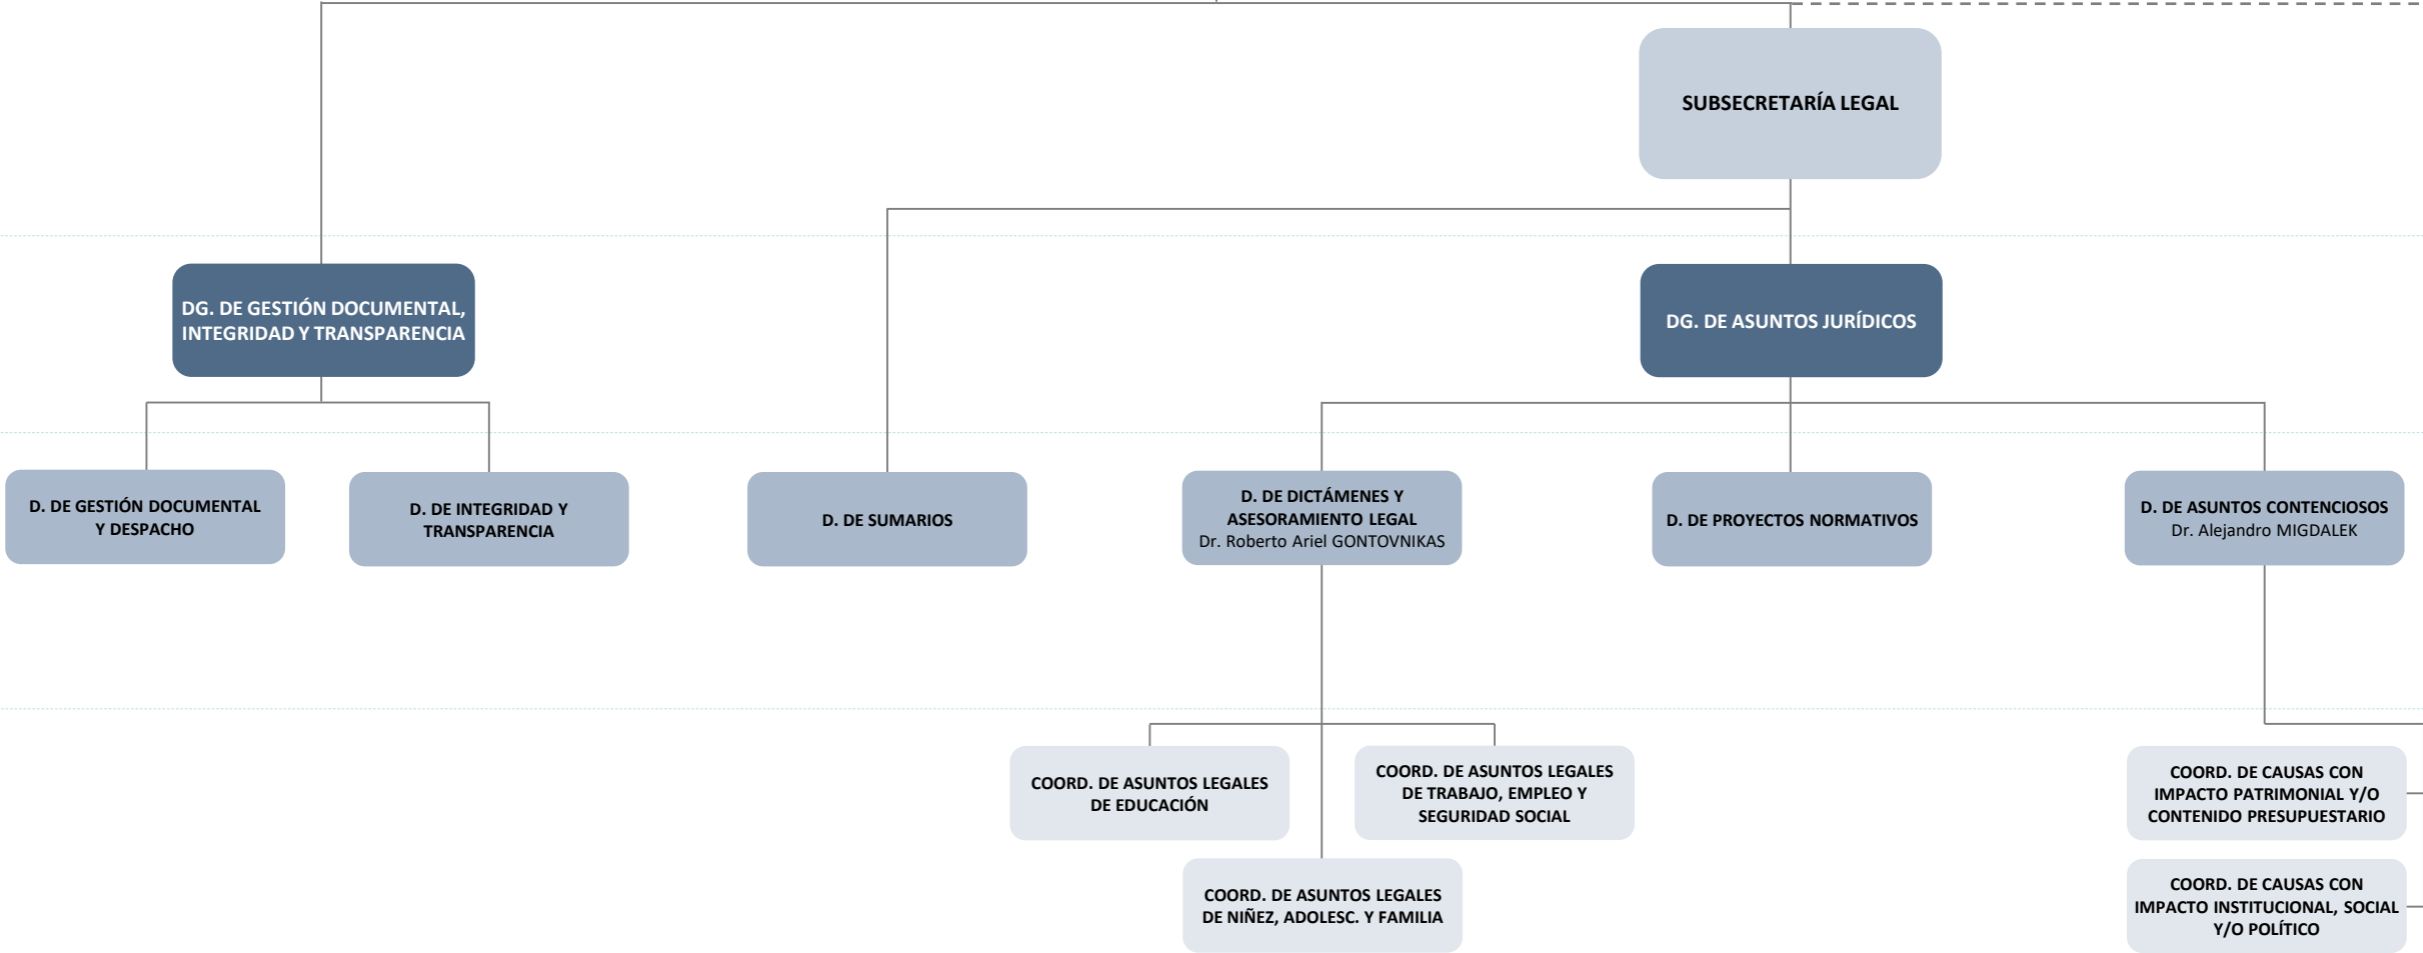 SUBSECRETARÍA LEGAL
DG. DE GESTIÓN DOCUMENTAL,
INTEGRIDAD Y TRANSPARENCIA
DG. DE ASUNTOS JURÍDICOS
D. DE GESTIÓN DOCUMENTAL
Y DESPACHO
D. DE INTEGRIDAD Y
TRANSPARENCIA
D. DE SUMARIOS
D. DE DICTÁMENES Y
ASESORAMIENTO LEGAL
Dr. Roberto Ariel GONTOVNIKAS
D. DE PROYECTOS NORMATIVOS
D. DE ASUNTOS CONTENCIOSOS
Dr. Alejandro MIGDALEK
COORD. DE ASUNTOS LEGALES
DE EDUCACIÓN
COORD. DE ASUNTOS LEGALES
DE TRABAJO, EMPLEO Y
SEGURIDAD SOCIAL
COORD. DE CAUSAS CON
IMPACTO PATRIMONIAL Y/O
CONTENIDO PRESUPUESTARIO
COORD. DE ASUNTOS LEGALES
DE NIÑEZ, ADOLESC. Y FAMILIA
COORD. DE CAUSAS CON
IMPACTO INSTITUCIONAL, SOCIAL
Y/O POLÍTICO